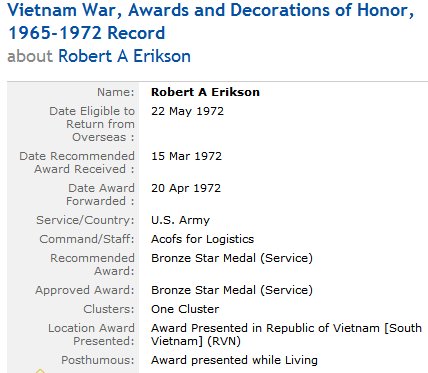 Vietnam War, Awards and Decorations of Honor,
1965-1972 Record
about Robert A Erikson
Name: Robert A Erikson
Date Eligible to Return from Overseas : 22 May 1972
Date Recommended Award Received : 15 Mar 1972
Date Award Forwarded : 20 Apr 1972
Service/Country: U.S. Army
Command/Staff: Acofs for Logistics
Recommended Award: Bronze Star Medal (Service)
Approved Award: Bronze Star Medal (Service)
Clusters: One Cluster
Location Award Presented: Award Presented in Republic of Vietnam [South Vietnam] (RVN)
Posthumous: Award presented while Living